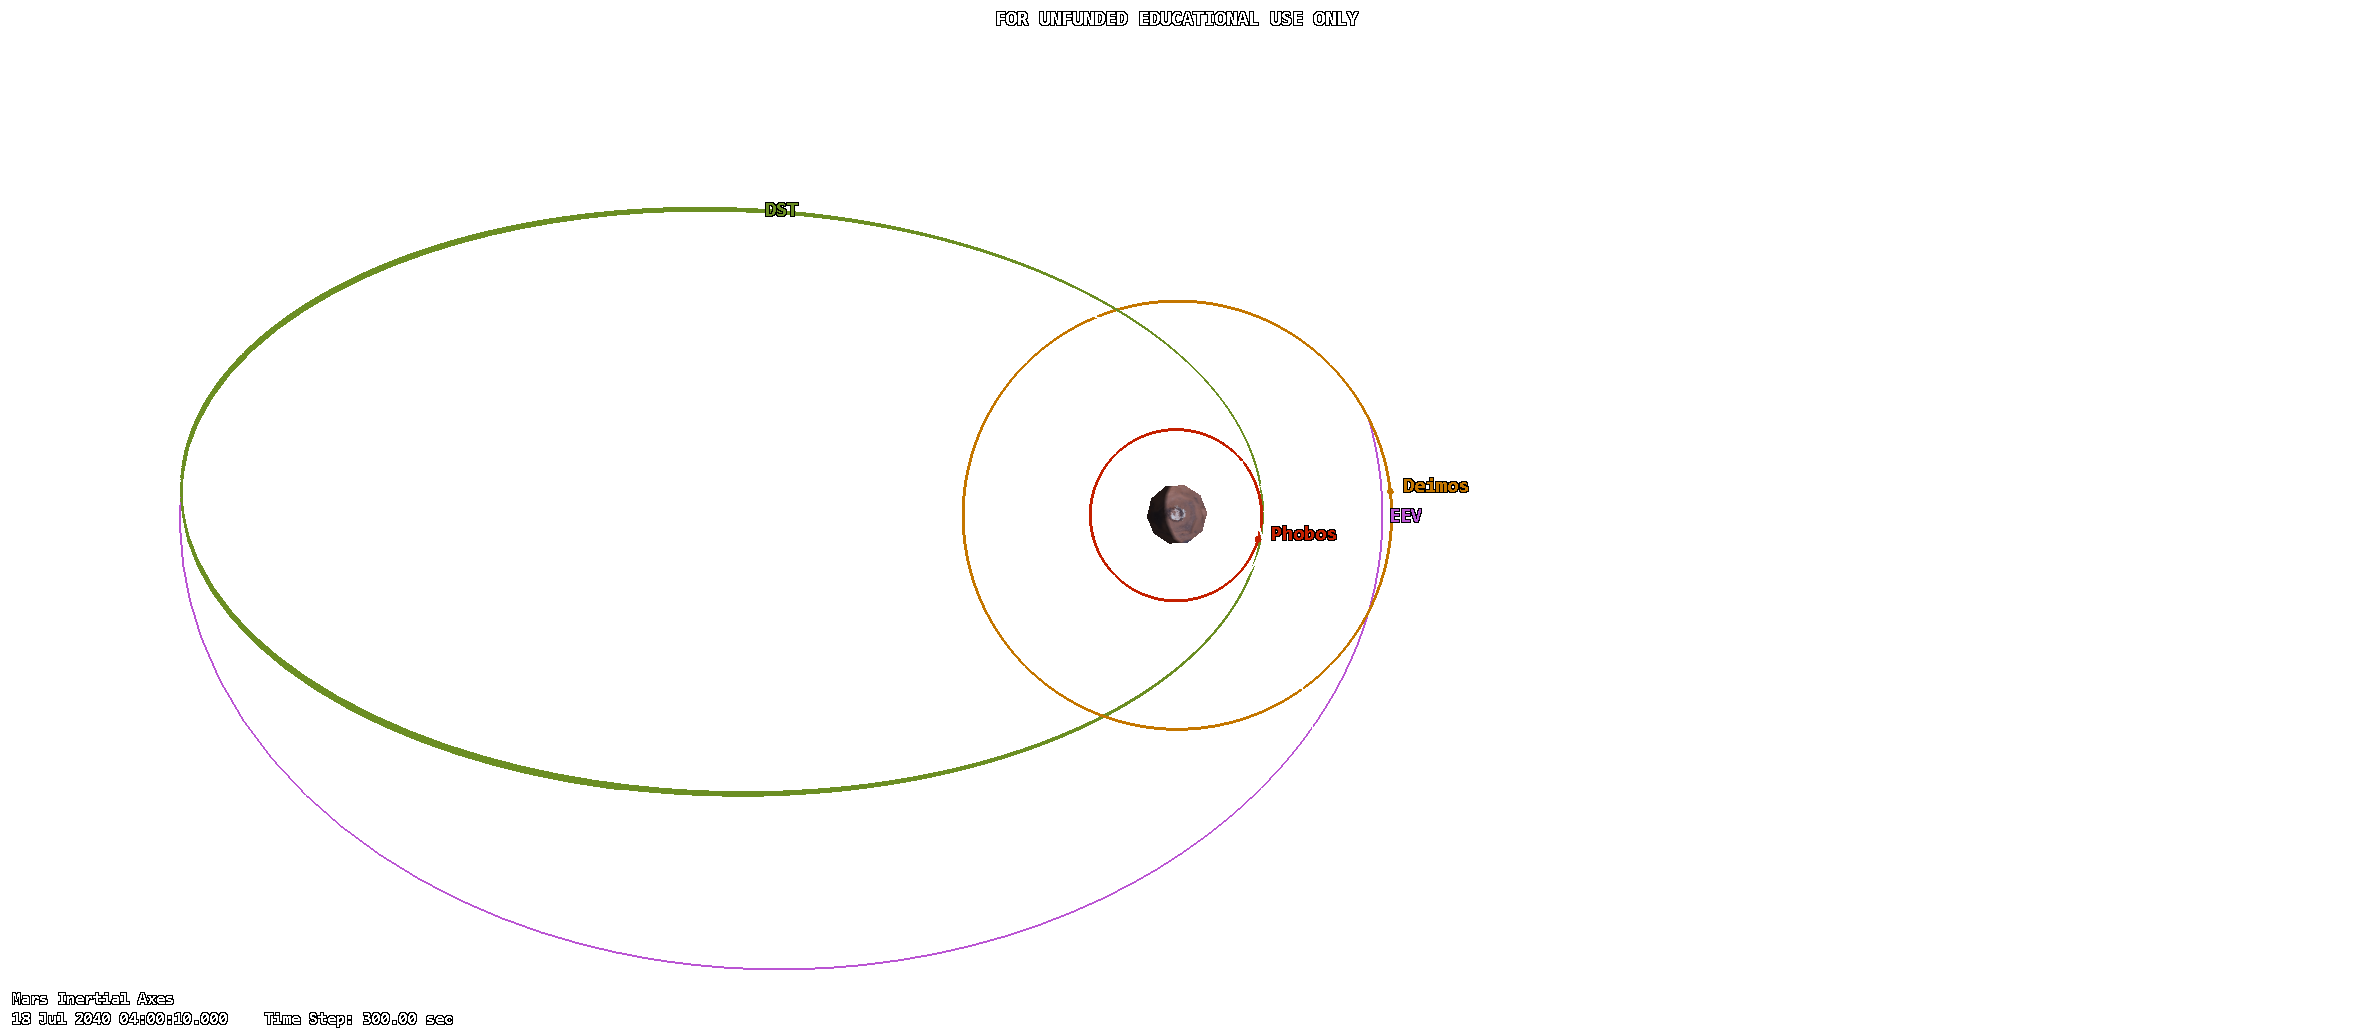 FOR UNFUNDED EDUCATIONAL USE ONLY
DST
Deimos
EEV
Phobos
Mars Inertial Axes
18 Jul 2040 04:00:10.000 Time Step: 300.00 sec